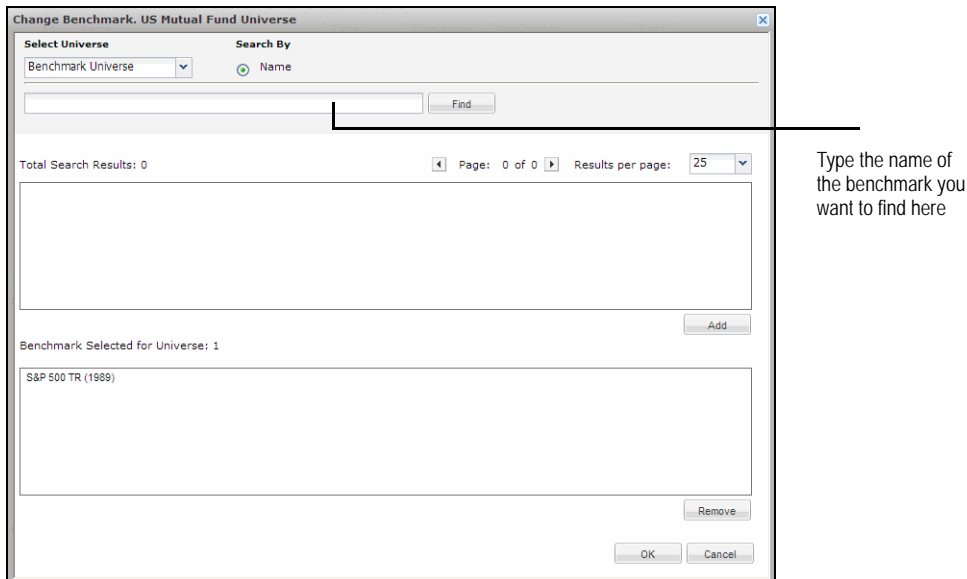 Change Benchmark. US Mutual Fund Universe
Select Universe Search By
Benchmark Universe Name
Find
Total Search Results: 0 Page: 0 of 0 Results per page: 25
Type the name of
the benchmark you
want to find here
Add
Benchmark Selected for Universe: 1
S&P 500 TR (1989)
Remove
OK Cancel